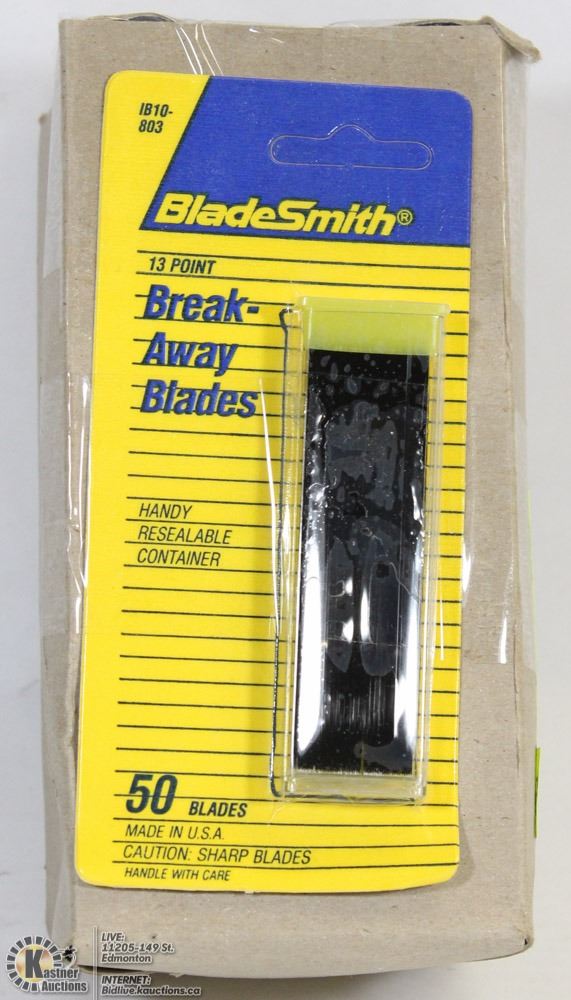 IB10-
803
BladeSmith®
13 POINT
Break-
Away
Blades
HANDY
RESEALABLE
CONTAINER
50 BLADES
MADE IN U.S.A.
CAUTION: SHARP BLADES
HANDLE WITH CARE
K
Kastner
Auctions
LIVE:
11205-149 St.
Edmonton
INTERNET:
Bidlive.kauctions.ca